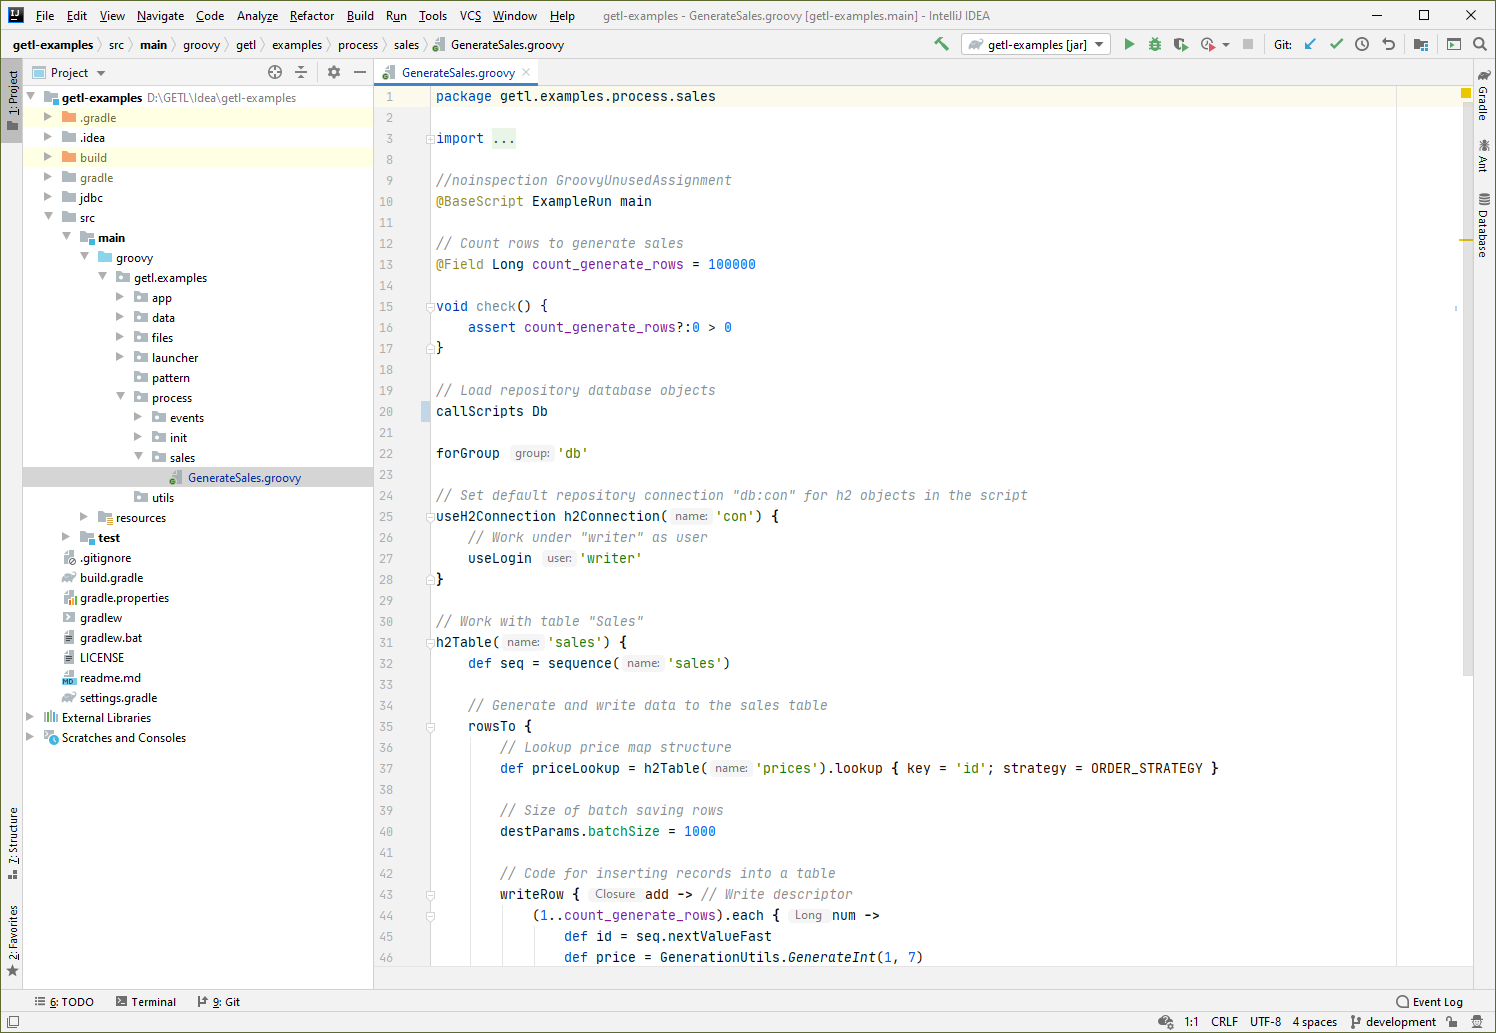 File Edit View Navigate Code Analyze Refactor Build Run Tools VCS Window Help getl-examples - GenerateSales.groovy [getl-examples.main] - IntelliJ IDEA
getl-examples src main groovy getl examples process sales GenerateSales.groovy getl-examples [jar] Git:
Project
GenerateSales.groovy
1: Project
7: Structure
2: Favorites
getl-examples D:\GETL\Idea\getl-examples
.gradle
.idea
build
gradle
jdbc
src
main
groovy
getl.examples
app
data
files
launcher
pattern
process
events
init
sales
GenerateSales.groovy
utils
resources
test
.gitignore
build.gradle
gradle.properties
gradlew
gradlew.bat
LICENSE
readme.md
settings.gradle
External Libraries
Scratches and Consoles
1 package getl.examples.process.sales
2
3 import ...
8
9 //noinspection GroovyUnusedAssignment
10 @BaseScript ExampleRun main
11
12 // Count rows to generate sales
13 @Field Long count_generate_rows = 100000
14
15 void check() {
16 assert count_generate_rows?:0 > 0
17 }
18
19 // Load repository database objects
20 callScripts Db
21
22 forGroup group: 'db'
23
24 // Set default repository connection "db:con" for h2 objects in the script
25 useH2Connection h2Connection( name: 'con') {
26 // Work under "writer" as user
27 useLogin user: 'writer'
28 }
29
30 // Work with table "Sales"
31 h2Table( name: 'sales') {
32 def seq = sequence( name: 'sales')
33
34 // Generate and write data to the sales table
35 rowsTo {
36 // Lookup price map structure
37 def priceLookup = h2Table( name: 'prices').lookup { key = 'id'; strategy = ORDER_STRATEGY }
38
39 // Size of batch saving rows
40 destParams.batchSize = 1000
41
42 // Code for inserting records into a table
43 writeRow { Closure add -> // Write descriptor
44 (1..count_generate_rows).each { Long num ->
45 def id = seq.nextValueFast
46 def price = GenerationUtils.GenerateInt(1, 7)
Gradle
Ant
Database
6: TODO Terminal 9: Git Event Log
1:1 CRLF UTF-8 4 spaces development